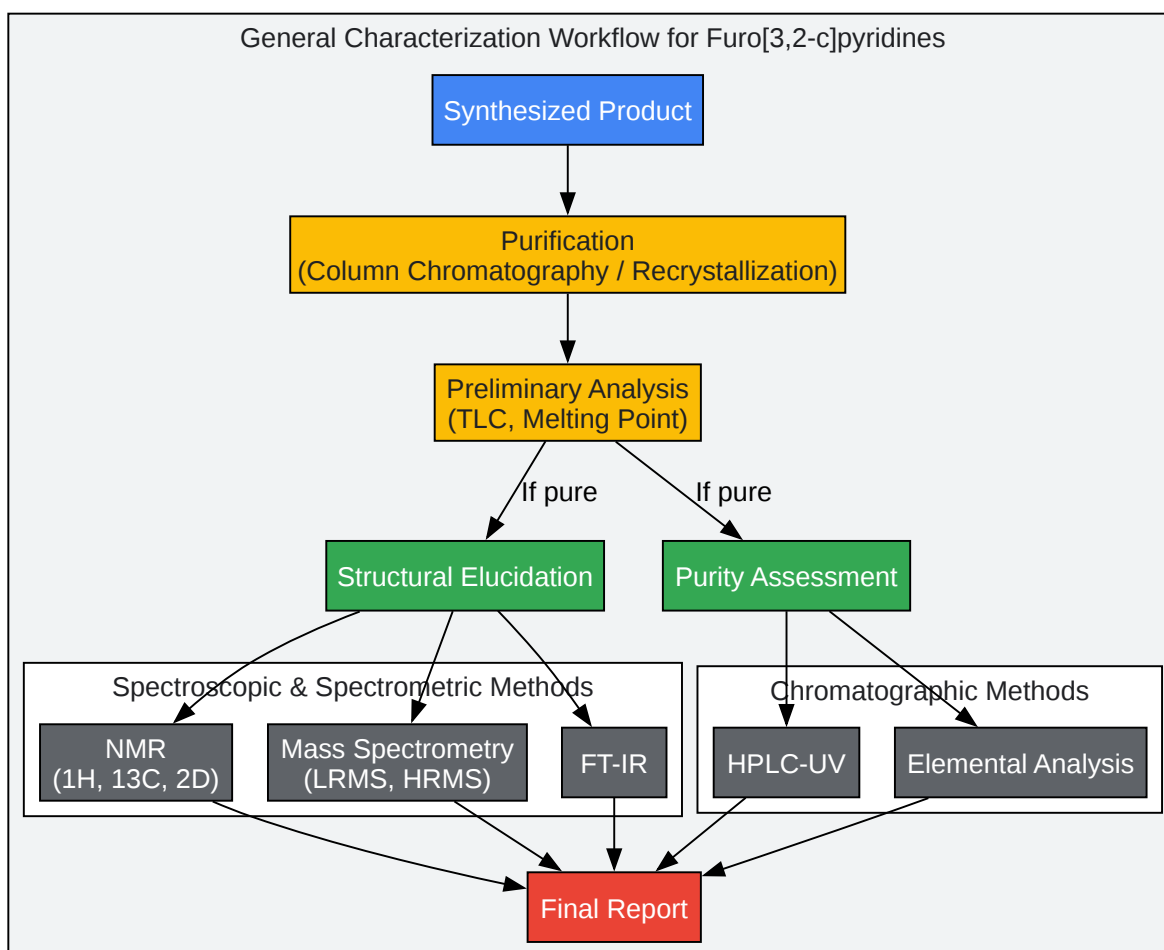 General Characterization Workflow for Furo[3,2-c]pyridines
Synthesized Product
Purification
(Column Chromatography / Recrystallization)
Preliminary Analysis
(TLC, Melting Point)
If pure
If pure
Structural Elucidation
Purity Assessment
Spectroscopic & Spectrometric Methods
Chromatographic Methods
NMR
(1H, 13C, 2D)
Mass Spectrometry
(LRMS, HRMS)
FT-IR
HPLC-UV
Elemental Analysis
Final Report